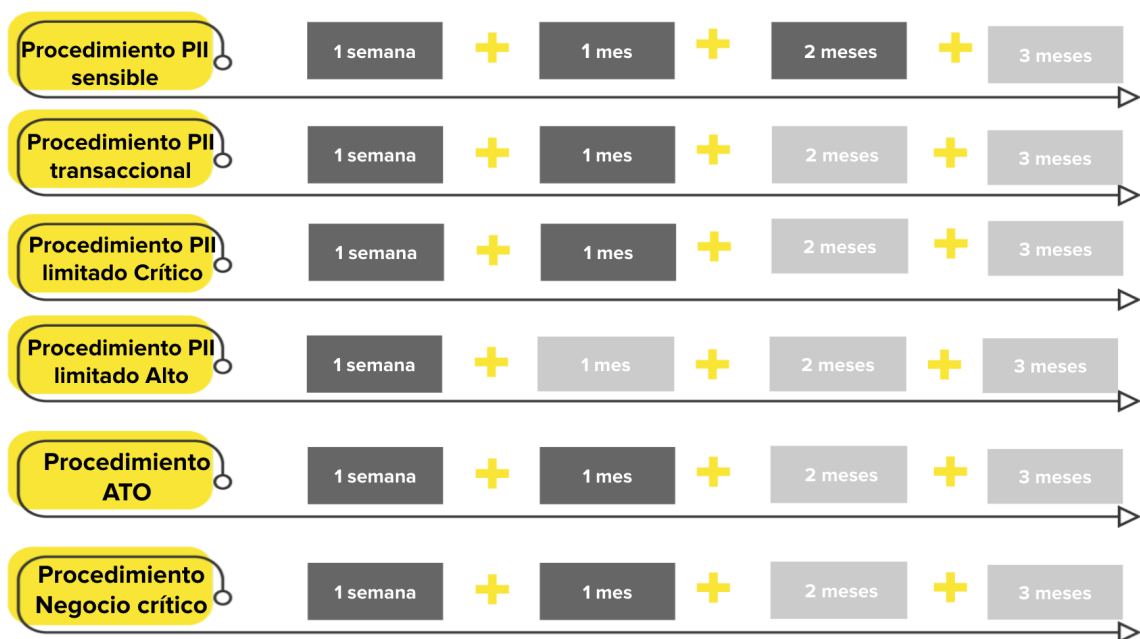 Procedimiento PII
sensible
1 semana
1 mes
2 meses
3 meses
Procedimiento PII
transaccional
1 semana
1 mes
2 meses
3 meses
Procedimiento PII
limitado Crítico
1 semana
1 mes
2 meses
3 meses
Procedimiento PII
limitado Alto
1 semana
1 mes
2 meses
3 meses
Procedimiento
ATO
1 semana
1 mes
2 meses
3 meses
Procedimiento
Negocio crítico
1 semana
1 mes
2 meses
3 meses